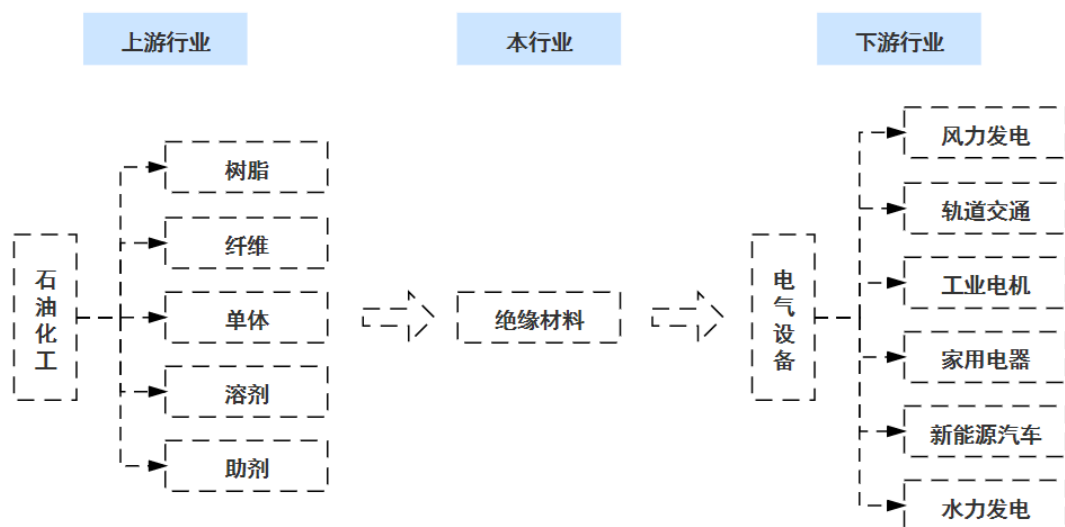 上游行业
本行业
下游行业
石油化工
树脂
纤维
单体
溶剂
助剂
绝缘材料
电气设备
风力发电
轨道交通
工业电机
家用电器
新能源汽车
水力发电